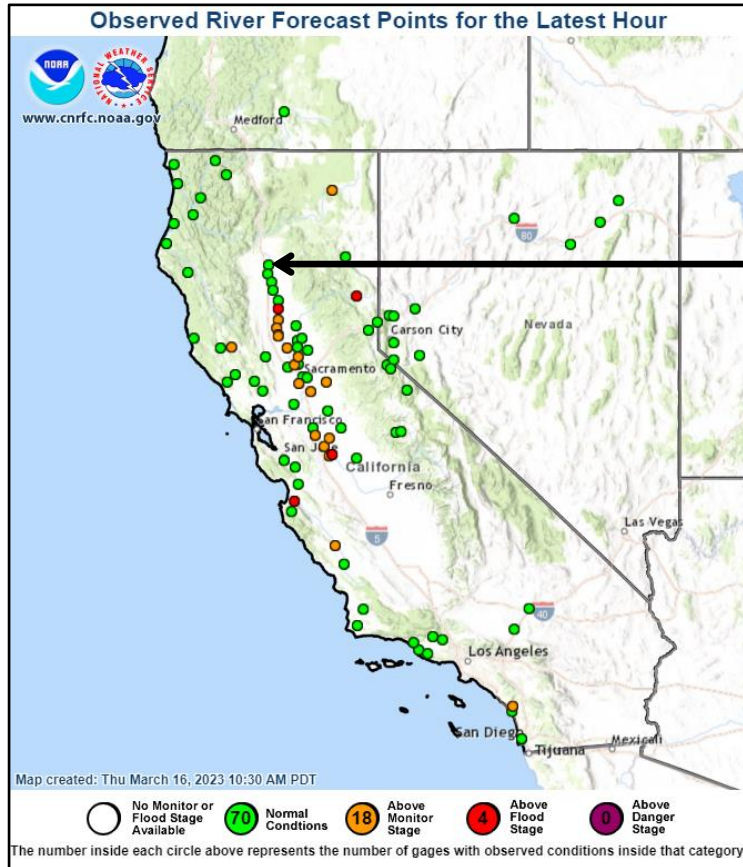 Observed River Forecast Points for the Latest Hour
NOAA
www.cnrfc.noaa.gov
Medford
80
Carson City
Nevada
Sacramento
San Francisco
California
Fresno
5
Las Vegas
40
Los Angeles
San Diego
Tijuana
Mexicali
Map created: Thu March 16, 2023 10:30 AM PDT
No Monitor or
Flood Stage
Available
70
Normal
Condtions
18
Above
Monitor
Stage
4
Above
Flood
Stage
0
Above
Danger
Stage
The number inside each circle above represents the number of gages with observed conditions inside that category